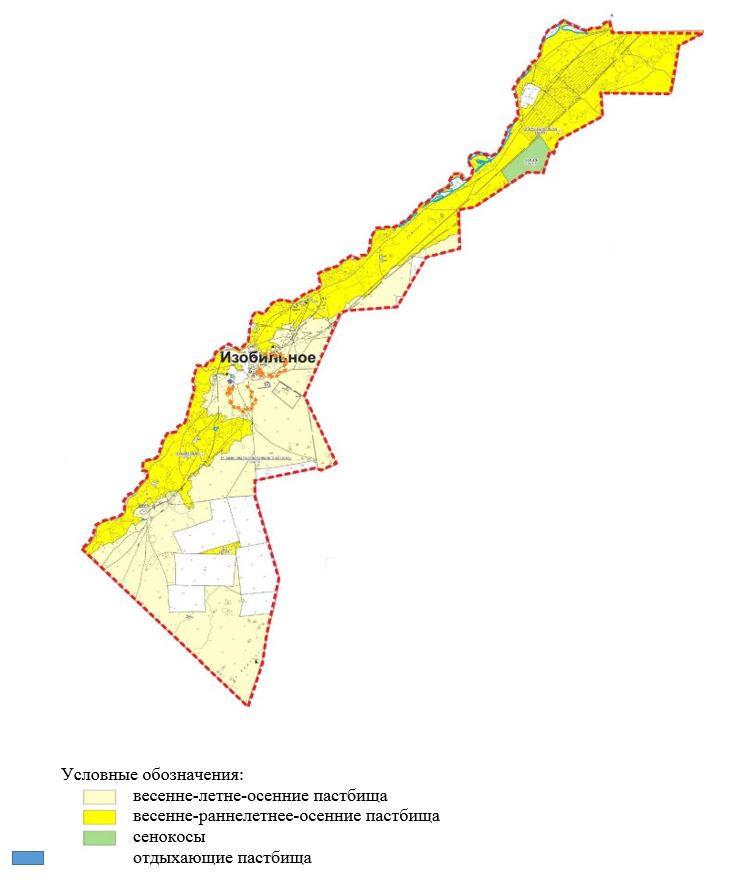 Изобильное
Условные обозначения:
весенне-летне-осенние пастбища
весенне-раннелетнее-осенние пастбища
сенокосы
отдыхающие пастбища